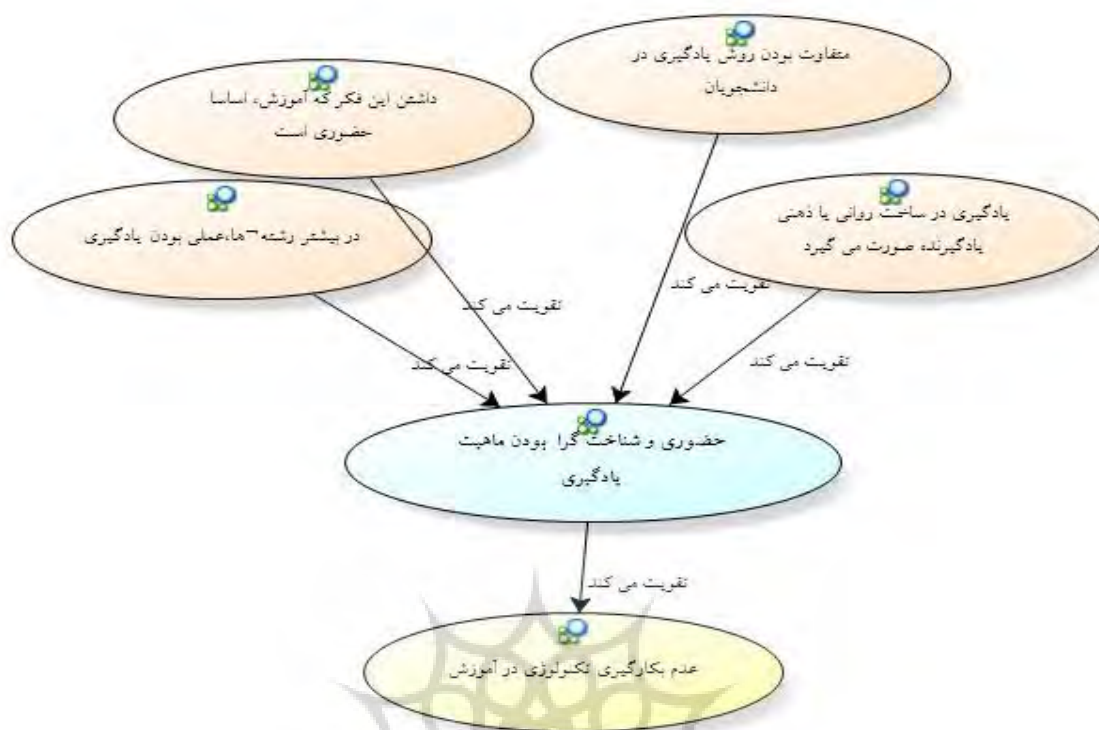 متفاوت بودن روش یادگیری در
دانشجویان
داشتن این فکر که آموزش، اساسا
حضوری است
یادگیری در ساخت روانی یا ذهنی
یادگیرنده صورت می گیرد
در بیشتر رشته ¬ها،عملی بودن یادگیری
تقویت می کند
تقویت می کند
تقویت می کند
تقویت می کند
حضوری و شناخت گرا بودن ماهیت
یادگیری
تقویت می کند
عدم بکارگیری تکنولوژی در آموزش